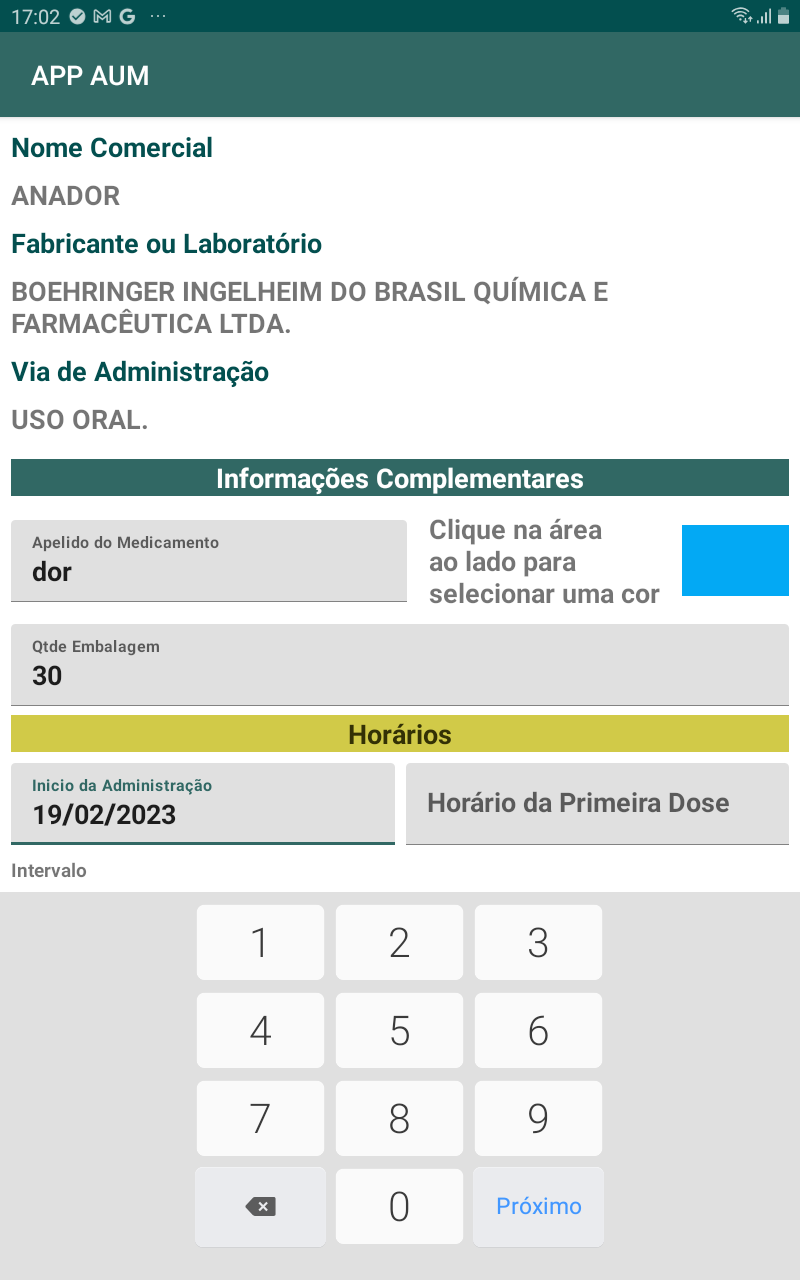 17:02
APP AUM
Nome Comercial
ANADOR
Fabricante ou Laboratório
BOEHRINGER INGELHEIM DO BRASIL QUÍMICA E
FARMACÊUTICA LTDA.
Via de Administração
USO ORAL.
Informações Complementares
Apelido do Medicamento
dor
Clique na área
ao lado para
selecionar uma cor
Qtde Embalagem
30
Horários
Inicio da Administração
19/02/2023
Horário da Primeira Dose
Intervalo
1 2 3
4 5 6
7 8 9
0 Próximo